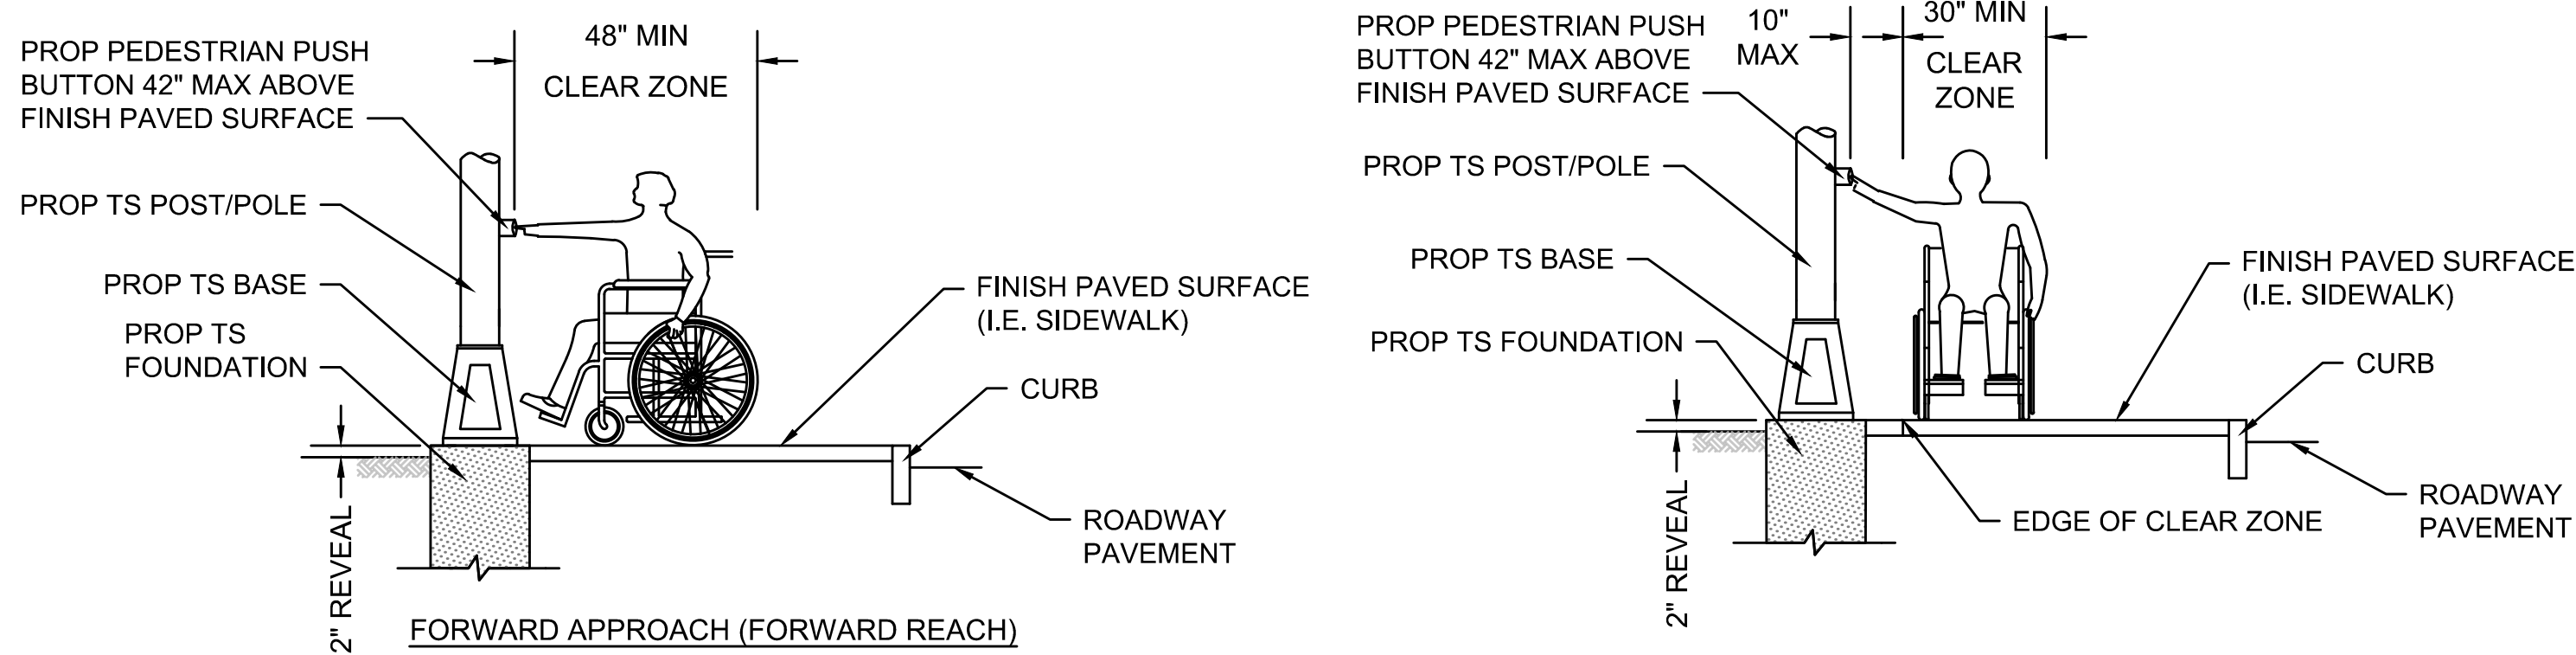 PROP PEDESTRIAN PUSH
BUTTON 42" MAX ABOVE
FINISH PAVED SURFACE
48" MIN
CLEAR ZONE
PROP TS POST/POLE
PROP TS BASE
PROP TS
FOUNDATION
FINISH PAVED SURFACE
(I.E. SIDEWALK)
CURB
ROADWAY
PAVEMENT
2" REVEAL
FORWARD APPROACH (FORWARD REACH)
PROP PEDESTRIAN PUSH
BUTTON 42" MAX ABOVE
FINISH PAVED SURFACE
10"
MAX
30" MIN
CLEAR
ZONE
PROP TS POST/POLE
PROP TS BASE
PROP TS FOUNDATION
FINISH PAVED SURFACE
(I.E. SIDEWALK)
CURB
ROADWAY
PAVEMENT
EDGE OF CLEAR ZONE
2" REVEAL